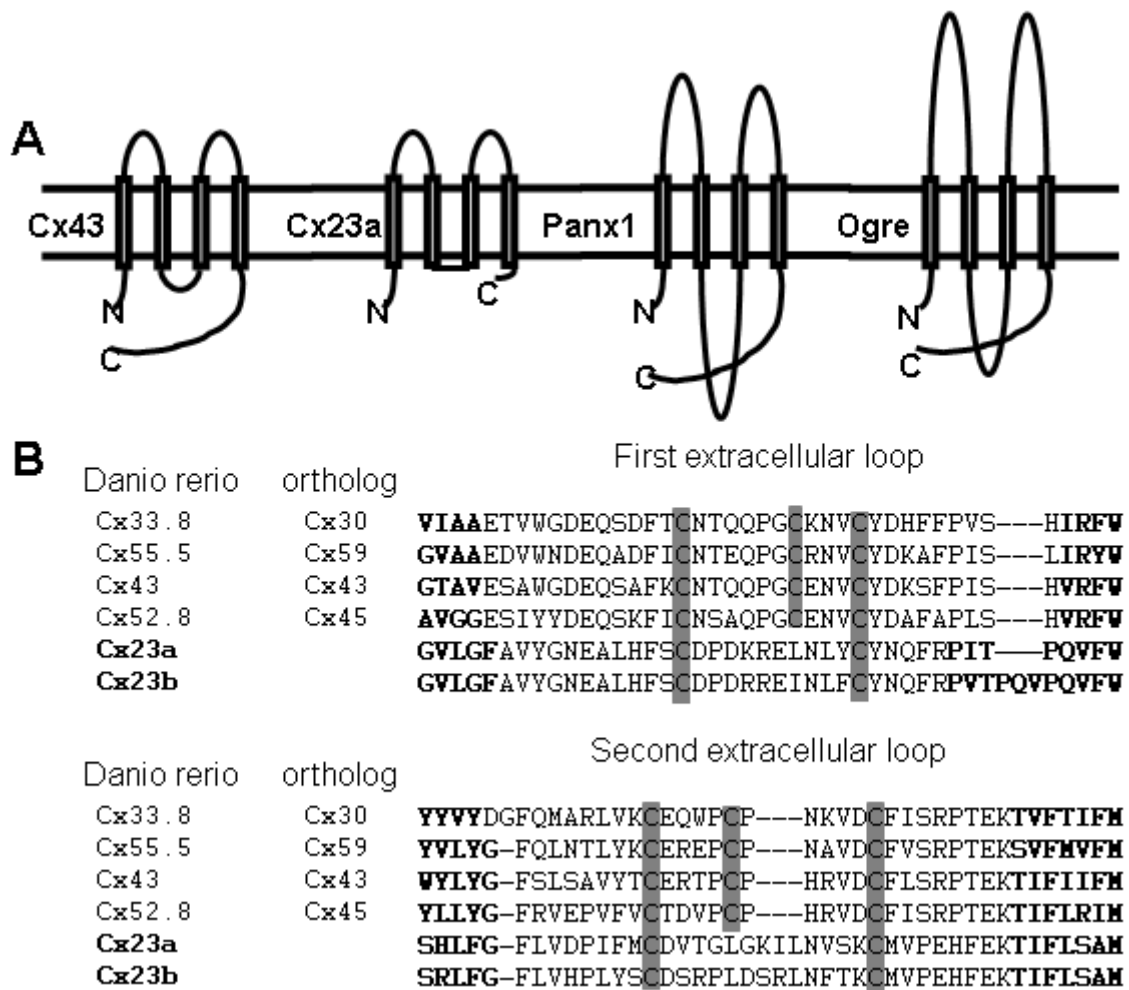 A
Cx43 Cx23a Panx1 Ogre
N N N N
C C C C
B
First extracellular loop
Danio rerio ortholog
Cx33.8 Cx30 VIAAETVWGDEQSDFTCNTQQPGCKNVCYDHFFPVS---HIRFW
Cx55.5 Cx59 GVAAEDVWNDEQADFICNTEQPGCRNVCYDKAFPIS---LIRYW
Cx43 Cx43 GTAVESAWGDEQSAFKCNTQQPGCENVCYDKSFPIS---HVRFW
Cx52.8 Cx45 AVGGESIYYDEQSKFICNSAQPGCENVCYDAFAPLS---HVRFW
Cx23a GVLGFAVYGNEALHFSCDPDKRELNLYCYNQFRPIT---PQVFW
Cx23b GVLGFAVYGNEALHFSCDPDRREINLFCYNQFRPVTPQVPQVFW
Second extracellular loop
Danio rerio ortholog
Cx33.8 Cx30 YYVYDGFQMARLVKCEQWPCP---NKVDCFISRPTEKTVFTIFM
Cx55.5 Cx59 YVLYG-FQLNTLYKCEREPCP---NAVDCFVSRPTEKSVFMVFM
Cx43 Cx43 WYLYG-FSLSAVYTCERTPCP---HRVDCFLSRPTEKTIFIIFM
Cx52.8 Cx45 YLLYG-FRVEPVFVCTDVPCP---HRVDCFISRPTEKTIFLRIM
Cx23a SHLFG-FLVDPIFMCDVTGLGKILNVSKCMVPEHFEKTIFLSAM
Cx23b SRLFG-FLVHPLYSCDSRPLDSRLNFTKCMVPEHFEKTIFLSAM